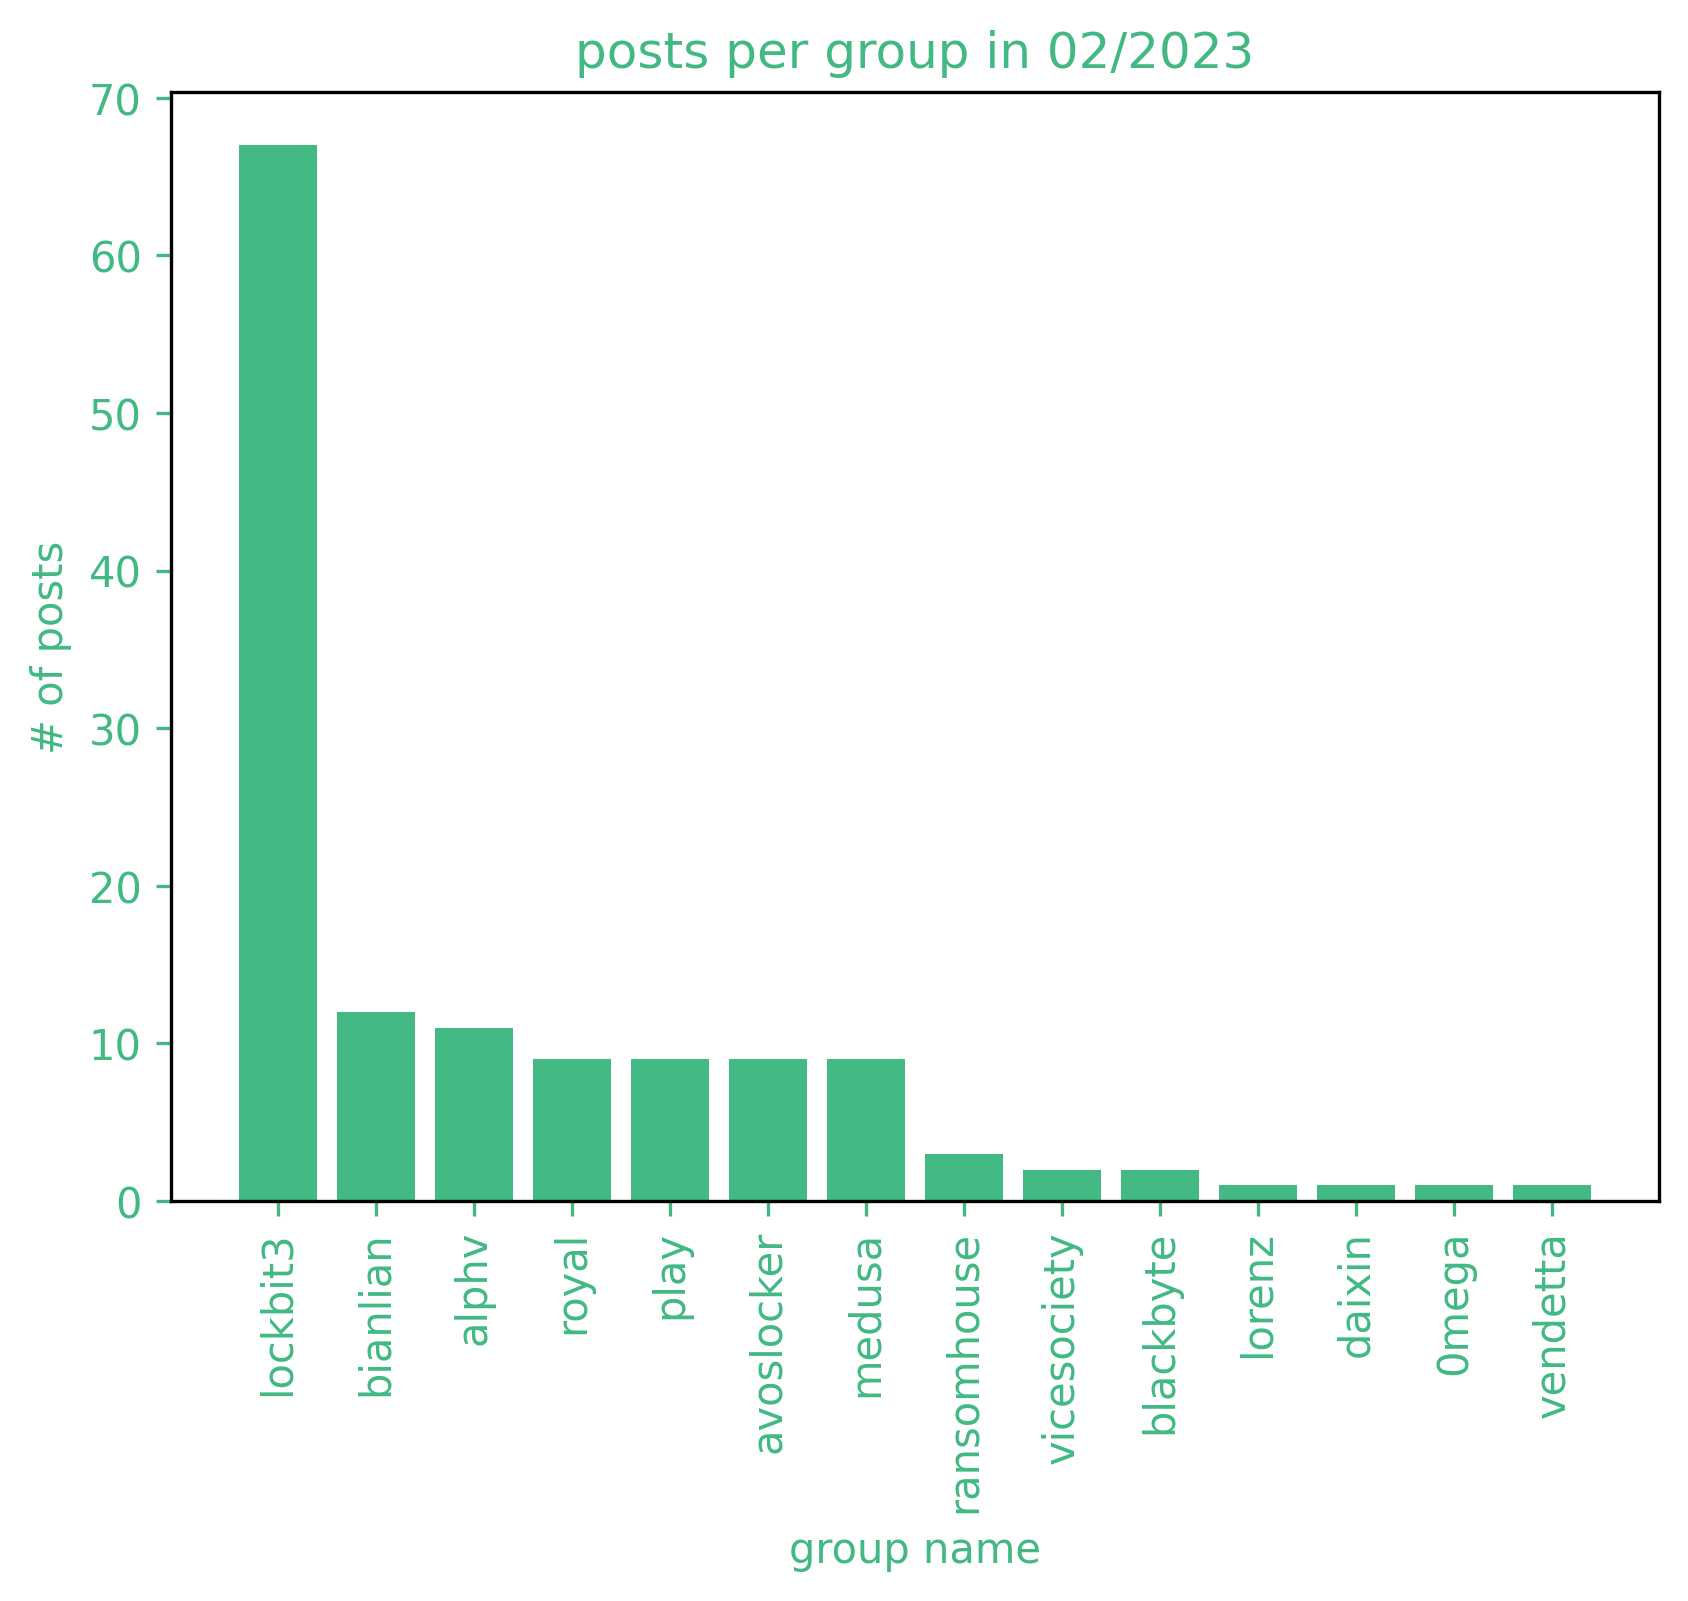 posts per group in 02/2023
70
60
50
40
30
20
10
0
# of posts
lockbit3
bianlian
alphv
royal
play
avoslocker
medusa
ransomhouse
vicesociety
blackbyte
lorenz
daixin
0mega
vendetta
group name